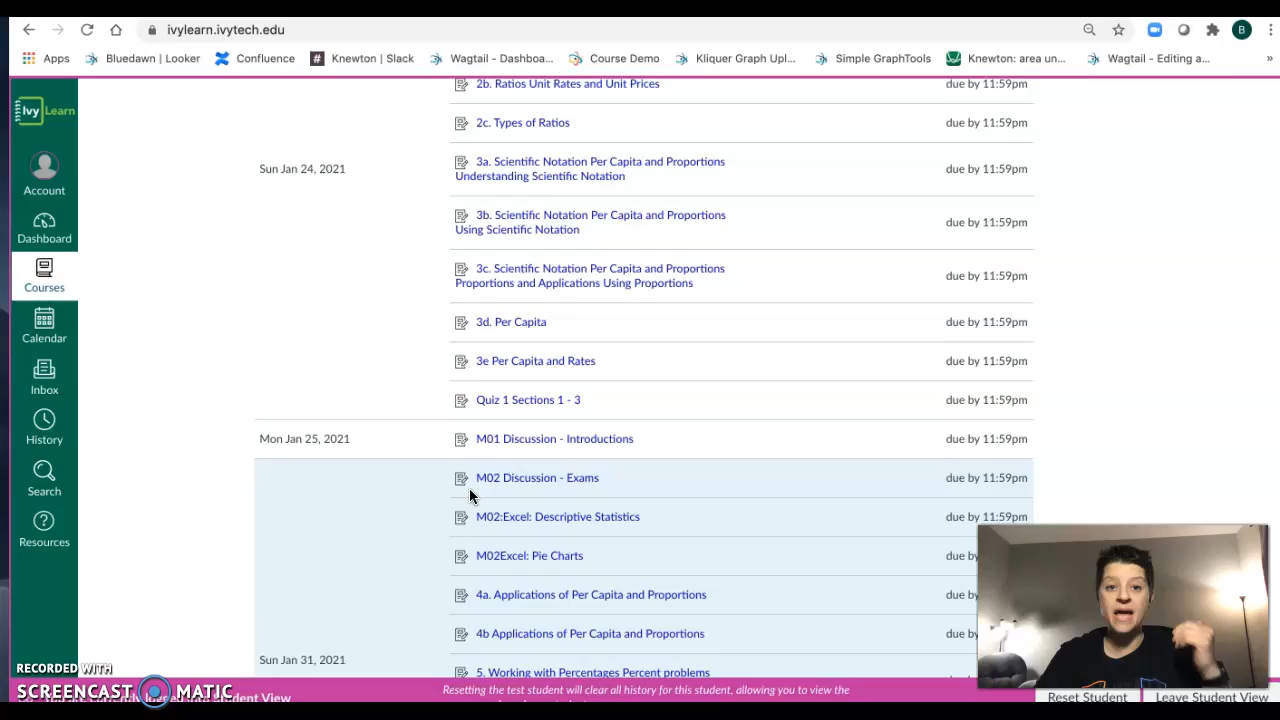 ivylearn.ivytech.edu
B
Apps
Bluedawn | Looker
Confluence
Knewton | Slack
Wagtail - Dashboa...
Course Demo
Kliquer Graph Upl...
Simple GraphTools
Knewton: area un...
Wagtail - Editing a...
»
Ivy Learn
Account
Dashboard
Courses
Calendar
Inbox
History
Search
Resources
2b. Ratios Unit Rates and Unit Prices
due by 11:59pm
2c. Types of Ratios
due by 11:59pm
Sun Jan 24, 2021
3a. Scientific Notation Per Capita and Proportions
Understanding Scientific Notation
due by 11:59pm
3b. Scientific Notation Per Capita and Proportions
Using Scientific Notation
due by 11:59pm
3c. Scientific Notation Per Capita and Proportions
Proportions and Applications Using Proportions
due by 11:59pm
3d. Per Capita
due by 11:59pm
3e Per Capita and Rates
due by 11:59pm
Quiz 1 Sections 1 - 3
due by 11:59pm
Mon Jan 25, 2021
M01 Discussion - Introductions
due by 11:59pm
M02 Discussion - Exams
due by 11:59pm
M02:Excel: Descriptive Statistics
due by 11:59pm
M02Excel: Pie Charts
due by
4a. Applications of Per Capita and Proportions
due by
4b Applications of Per Capita and Proportions
due by
Sun Jan 31, 2021
5. Working with Percentages Percent problems
RECORDED WITH
SCREENCAST MATIC
Student View
Resetting the test student will clear all history for this student, allowing you to view the
Reset Student
Leave Student View